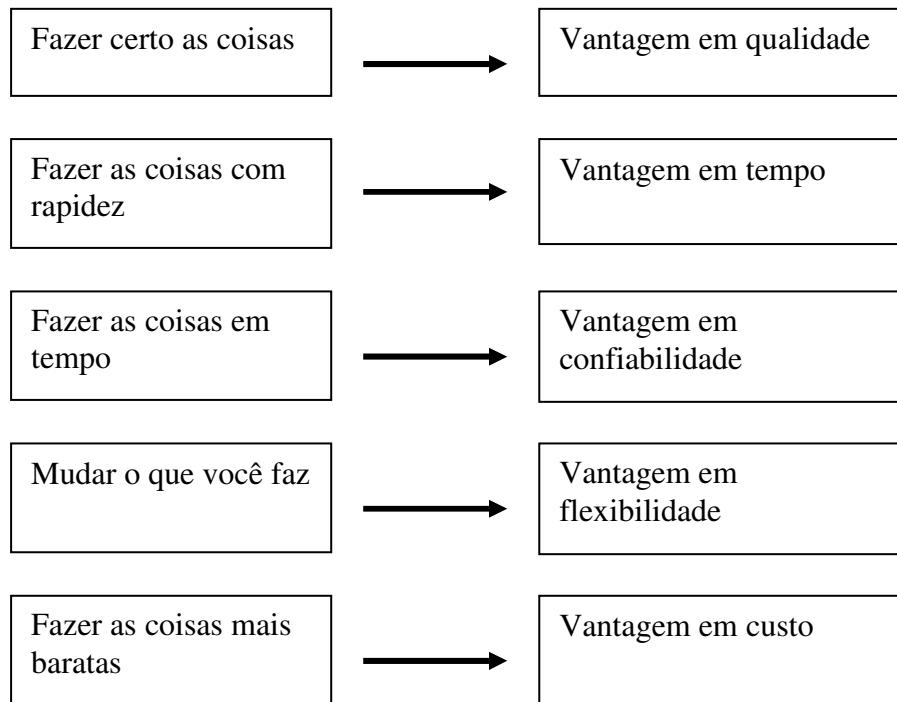 Fazer certo as coisas
Vantagem em qualidade
Fazer as coisas com
rapidez
Vantagem em tempo
Fazer as coisas em
tempo
Vantagem em
confiabilidade
Mudar o que você faz
Vantagem em
flexibilidade
Fazer as coisas mais
baratas
Vantagem em custo